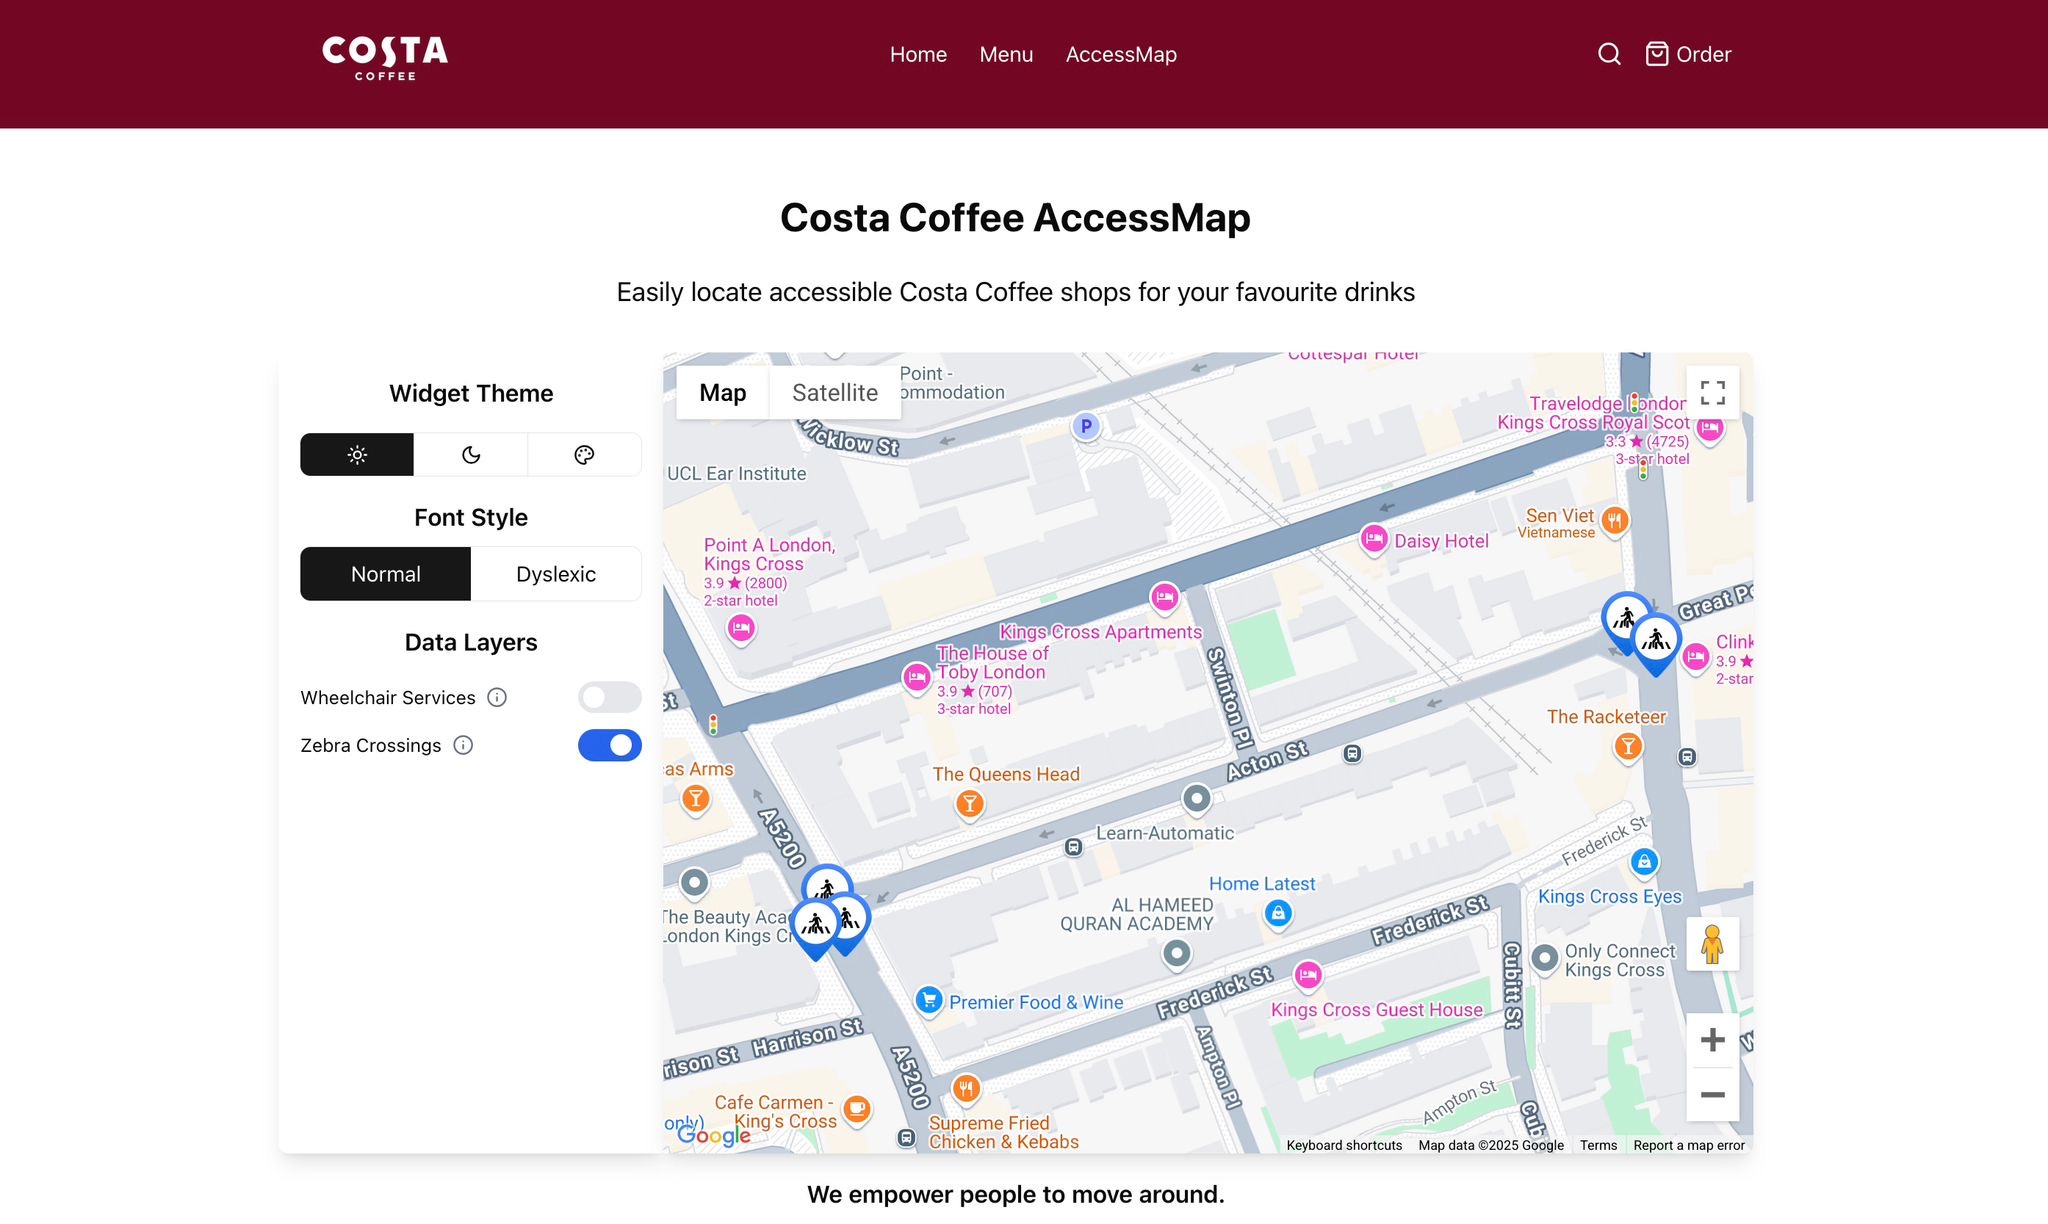 COSTA
COFFEE
Home
Menu
AccessMap
Order
Costa Coffee AccessMap
Easily locate accessible Costa Coffee shops for your favourite drinks
Widget Theme
Font Style
Normal
Dyslexic
Data Layers
Wheelchair Services
Zebra Crossings
Map
Satellite
Point -
ommodation
Cottespar Hotel
Wicklow St
P
UCL Ear Institute
Travelodge London
Kings Cross Royal Scot
3.3 ★ (4725)
3-star hotel
Sen Viet
Vietnamese
Daisy Hotel
Point A London,
Kings Cross
3.9 ★ (2800)
2-star hotel
Kings Cross Apartments
The House of
Toby London
3.9 ★ (707)
3-star hotel
Great Pe
Clink
3.9 ★
2-star
St
Swinton Pl
Acton St
The Racketeer
as Arms
The Queens Head
A5200
Learn-Automatic
Frederick St
Home Latest
Kings Cross Eyes
The Beauty Aca
London Kings Cr
AL HAMEED
QURAN ACADEMY
Frederick St
Only Connect
Kings Cross
Cubitt St
Premier Food & Wine
Frederick St
Kings Cross Guest House
rison St
Harrison St
A5200
Ampton Pl
Ampton St
Cub
W
Cafe Carmen -
King's Cross
only)
Supreme Fried
Chicken & Kebabs
Google
Keyboard shortcuts
Map data ©2025 Google
Terms
Report a map error
We empower people to move around.